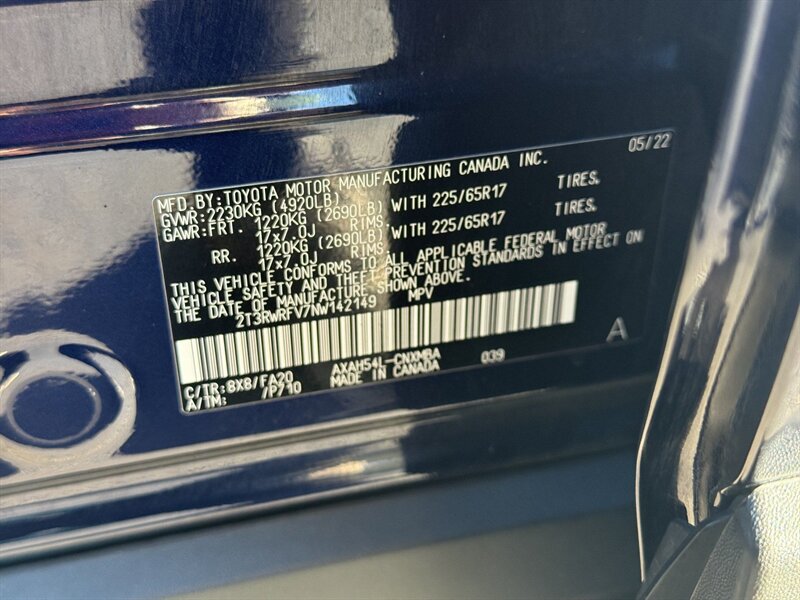 MFD.BY:TOYOTA MOTOR MANUFACTURING CANADA INC. 05/22
GVWR:2230KG (4920LB)
GAWR:FRT. 1220KG (2690LB) WITH 225/65R17 TIRES,
17x7.0J RIMS,
RR. 1220KG (2690LB) WITH 225/65R17 TIRES,
17x7.0J RIMS,
THIS VEHICLE CONFORMS TO ALL APPLICABLE FEDERAL MOTOR
VEHICLE SAFETY AND THEFT PREVENTION STANDARDS IN EFFECT ON
THE DATE OF MANUFACTURE SHOWN ABOVE.
2T3RWRFV7NW142149 MPV
A
C/TR:8X8/FA20 AXAH54L-CNXMBA 039
A/TM: /P710 MADE IN CANADA